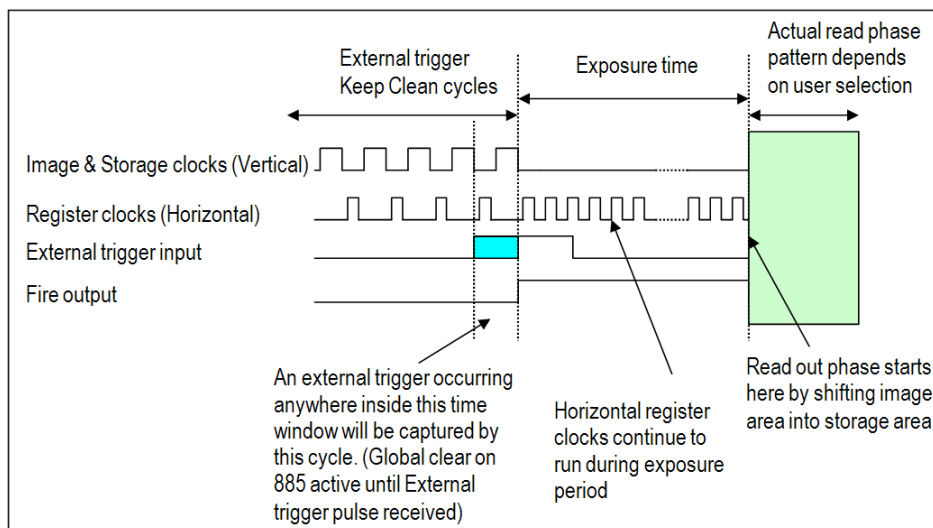 External trigger
Keep Clean cycles
Exposure time
Actual read phase
pattern depends
on user selection
Image & Storage clocks (Vertical)
Register clocks (Horizontal)
External trigger input
Fire output
An external trigger occurring
anywhere inside this time
window will be captured by
this cycle. (Global clear on
885 active until External
trigger pulse received)
Horizontal register
clocks continue to
run during exposure
period
Read out phase starts
here by shifting image
area into storage area